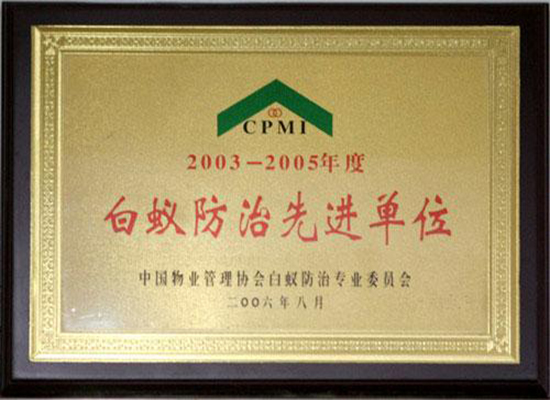 CPMI
2003-2005年度
白蚁防治先进单位
中国物业管理协会白蚁防治专业委员会
二〇〇六年八月